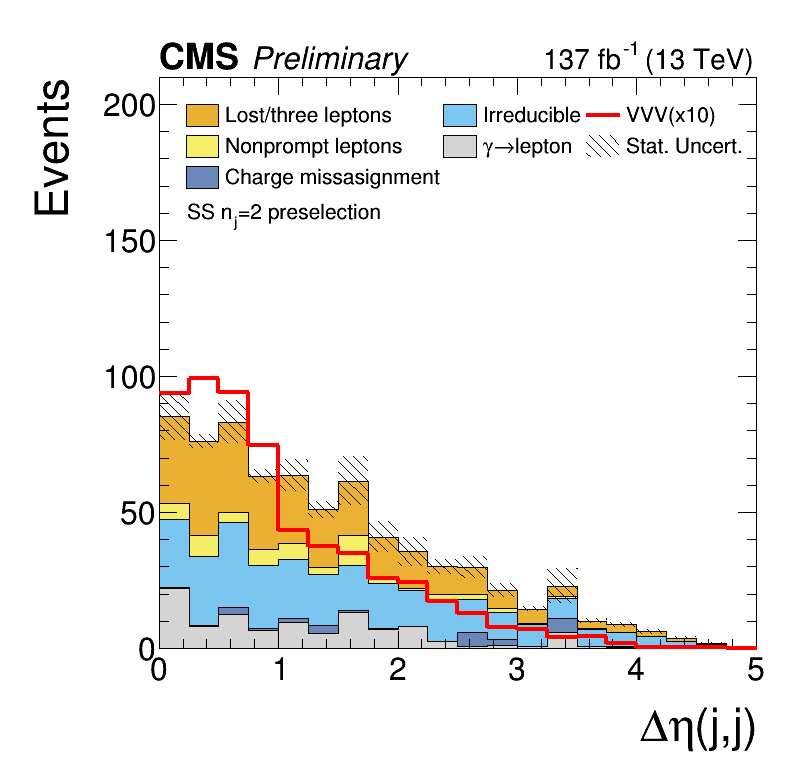 CMS Preliminary 137 fb-1 (13 TeV)
Events
200
Lost/three leptons Irreducible VVV(x10)
Nonprompt leptons γ→lepton Stat. Uncert.
Charge missasignment
SS nj=2 preselection
150
100
50
0
0 1 2 3 4 5
Δη(j,j)